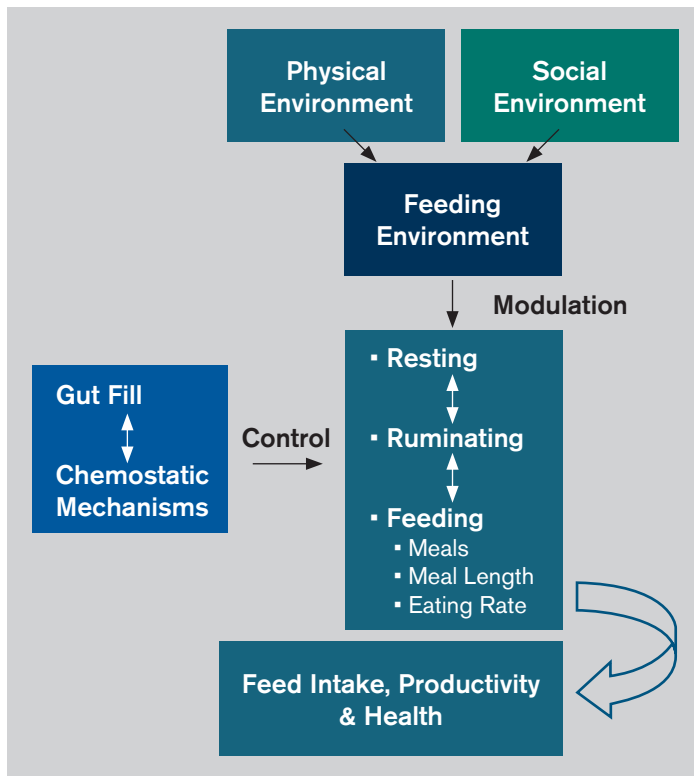 Physical
Environment
Social
Environment
Feeding
Environment
Modulation
▪ Resting
▪ Ruminating
▪ Feeding
▪ Meals
▪ Meal Length
▪ Eating Rate
Gut Fill
Chemostatic
Mechanisms
Control
Feed Intake, Productivity
& Health